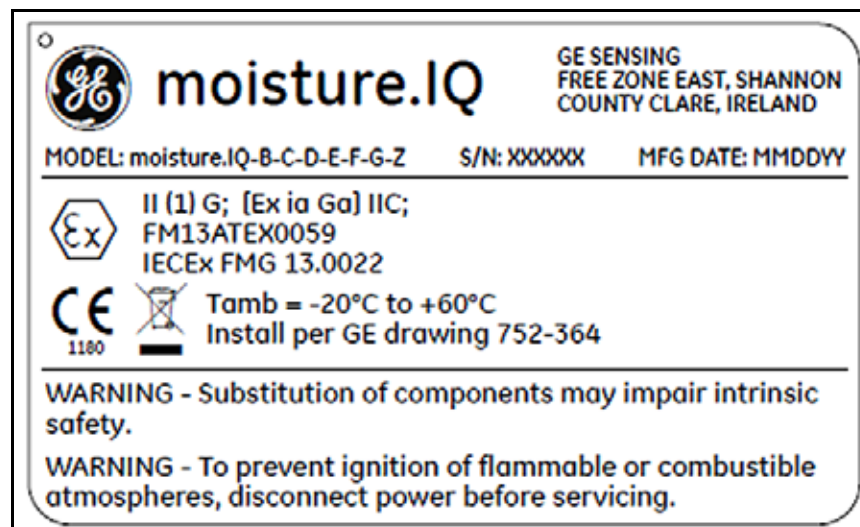 GE
moisture.IQ
GE SENSING
FREE ZONE EAST, SHANNON
COUNTY CLARE, IRELAND
MODEL: moisture.IQ-B-C-D-E-F-G-Z
S/N: XXXXXX
MFG DATE: MMDDYY
Ex
II (1) G; [Ex ia Ga] IIC;
FM13ATEX0059
IECEx FMG 13.0022
CE
1180
Tamb = -20°C to +60°C
Install per GE drawing 752-364
WARNING - Substitution of components may impair intrinsic
safety.
WARNING - To prevent ignition of flammable or combustible
atmospheres, disconnect power before servicing.